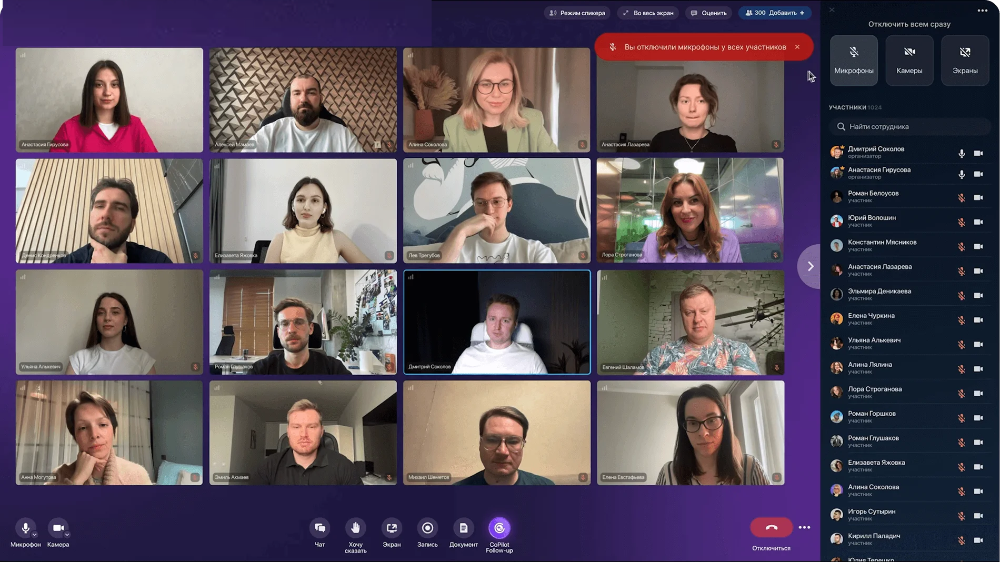 Режим спикера
Во весь экран
Оценить
300 Добавить +
Вы отключили микрофоны у всех участников
Анастасия Гирусова
Алексей Мамаев
Алина Соколова
Анастасия Лазарева
Денис Кондренков
Елизавета Яжовка
Лев Трегубов
Лора Строганова
Ульяна Алькевич
Роман Глушаков
Дмитрий Соколов
Евгений Шаламов
Анна Могутова
Эмиль Акмаев
Михаил Шеметов
Елена Евстафьева
Микрофон
Камера
Чат
Хочу
сказать
Экран
Запись
Документ
CoPilot
Follow-up
Отключиться
Отключить всем сразу
Микрофоны
Камеры
Экраны
УЧАСТНИКИ 1024
Найти сотрудника
Дмитрий Соколов
организатор
Анастасия Гирусова
организатор
Роман Белоусов
участник
Юрий Волошин
участник
Константин Мясников
участник
Анастасия Лазарева
участник
Эльмира Деникаева
участник
Елена Чуркина
участник
Ульяна Алькевич
участник
Алина Лялина
участник
Лора Строганова
участник
Роман Горшков
участник
Роман Глушаков
участник
Елизавета Яжовка
участник
Алина Соколова
участник
Игорь Сутырин
участник
Кирилл Паладич
участник
Юлия Терешко